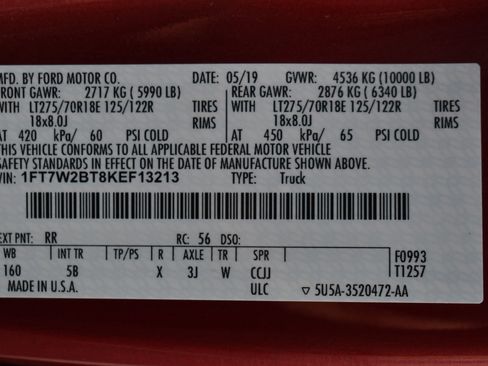 MFD. BY FORD MOTOR CO. DATE: 05/19 GVWR: 4536 KG (10000 LB)
FRONT GAWR: 2717 KG ( 5990 LB) REAR GAWR: 2876 KG ( 6340 LB)
WITH LT275/70R18E 125/122R TIRES WITH LT275/70R18E 125/122R TIRES
18x8.0J RIMS 18x8.0J RIMS
AT 420 kPa/ 60 PSI COLD AT 450 kPa/ 65 PSI COLD
THIS VEHICLE CONFORMS TO ALL APPLICABLE FEDERAL MOTOR VEHICLE
SAFETY STANDARDS IN EFFECT ON THE DATE OF MANUFACTURE SHOWN ABOVE.
VIN: 1FT7W2BT8KEF13213 TYPE: Truck
EXT PNT: RR RC: 56 DSO:
WB INT TR TP/PS R AXLE TR SPR F0993
160 5B X 3J W CCJJ T1257
MADE IN U.S.A. ULC ▽ 5U5A-3520472-AA